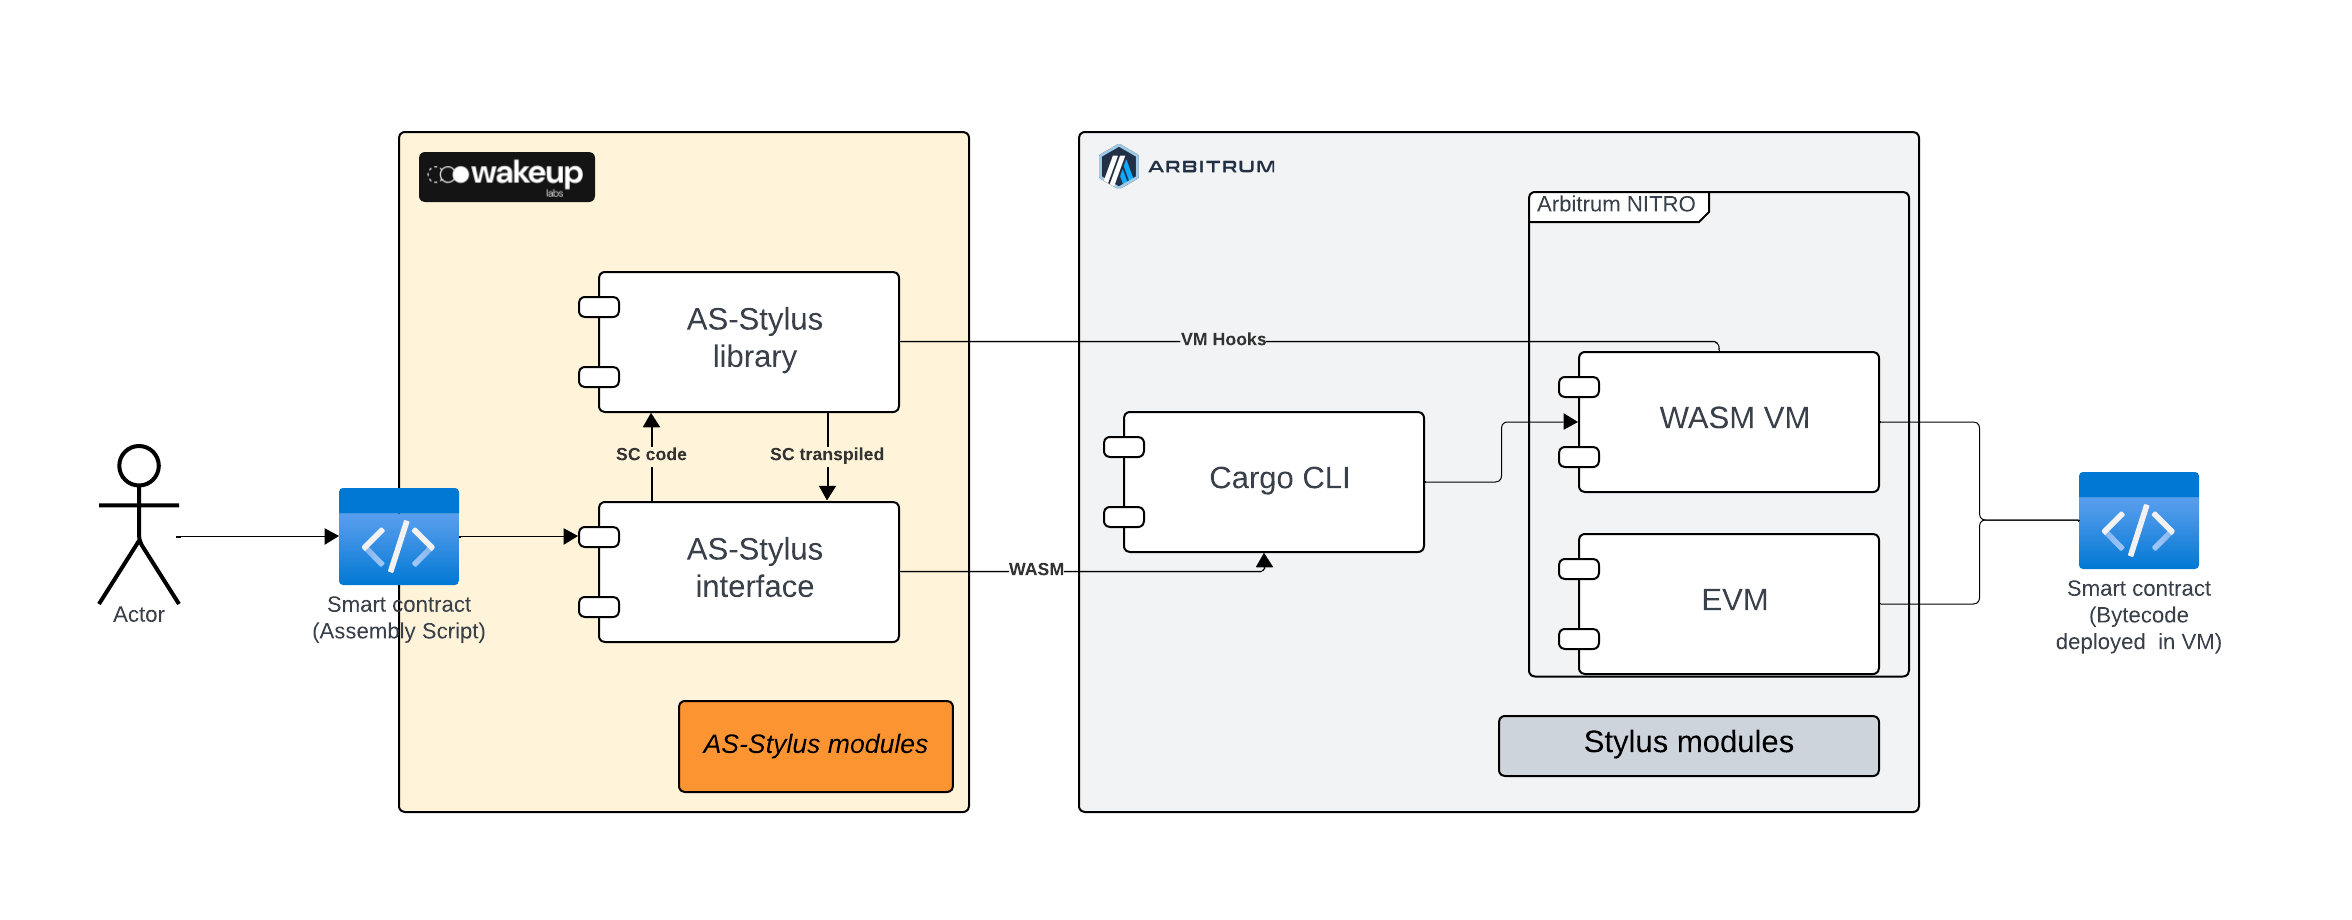 wakeup
labs
ARBITRUM
Arbitrum NITRO
AS-Stylus
library
VM Hooks
WASM VM
SC code
SC transpiled
Cargo CLI
AS-Stylus
interface
WASM
EVM
Actor
Smart contract
(Assembly Script)
Smart contract
(Bytecode
deployed  in VM)
AS-Stylus modules
Stylus modules